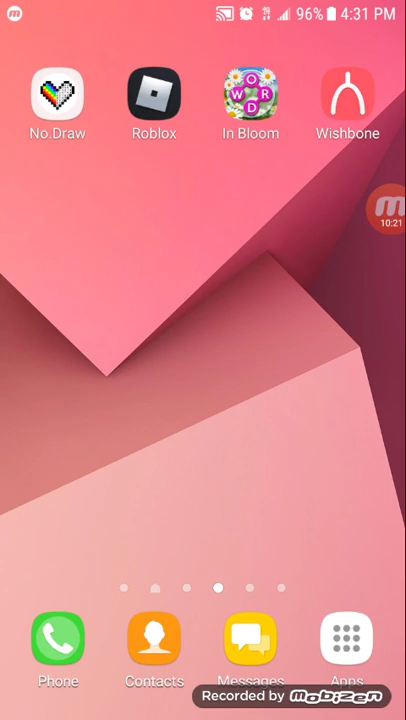 96% 4:31 PM
No.Draw Roblox In Bloom Wishbone
WORD
10:21
Phone Contacts Messages Apps
Recorded by Mobizen